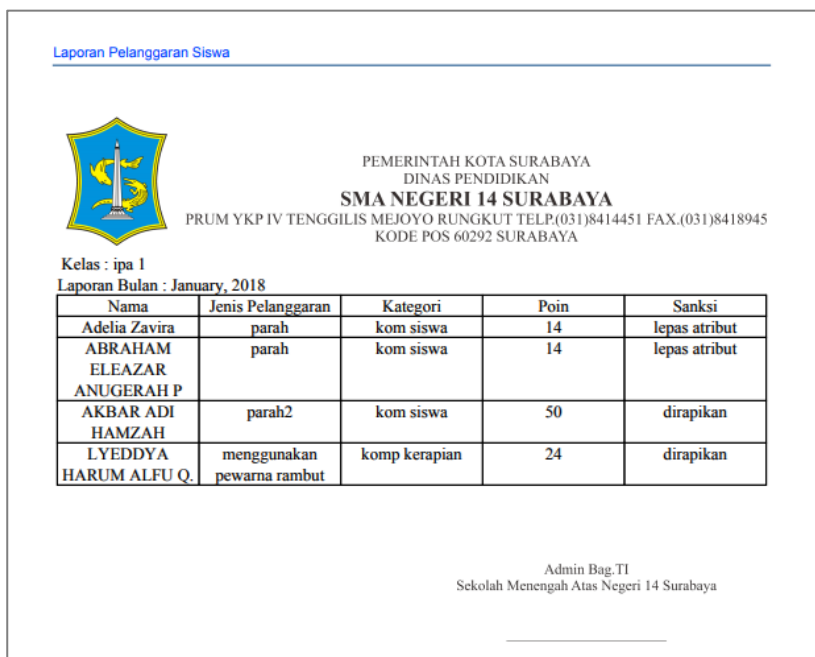 Laporan Pelanggaran Siswa
PEMERINTAH KOTA SURABAYA
DINAS PENDIDIKAN
SMA NEGERI 14 SURABAYA
PRUM YKP IV TENGGILIS MEJOYO RUNGKUT TELP.(031)8414451 FAX.(031)8418945
KODE POS 60292 SURABAYA
Kelas : ipa 1
Laporan Bulan : January, 2018
Nama Jenis Pelanggaran Kategori Poin Sanksi
Adelia Zavira parah kom siswa 14 lepas atribut
ABRAHAM parah kom siswa 14 lepas atribut
ELEAZAR
ANUGERAH P
AKBAR ADI parah2 kom siswa 50 dirapikan
HAMZAH
LYEDDYA menggunakan komp kerapian 24 dirapikan
HARUM ALFU Q. pewarna rambut
Admin Bag.TI
Sekolah Menengah Atas Negeri 14 Surabaya